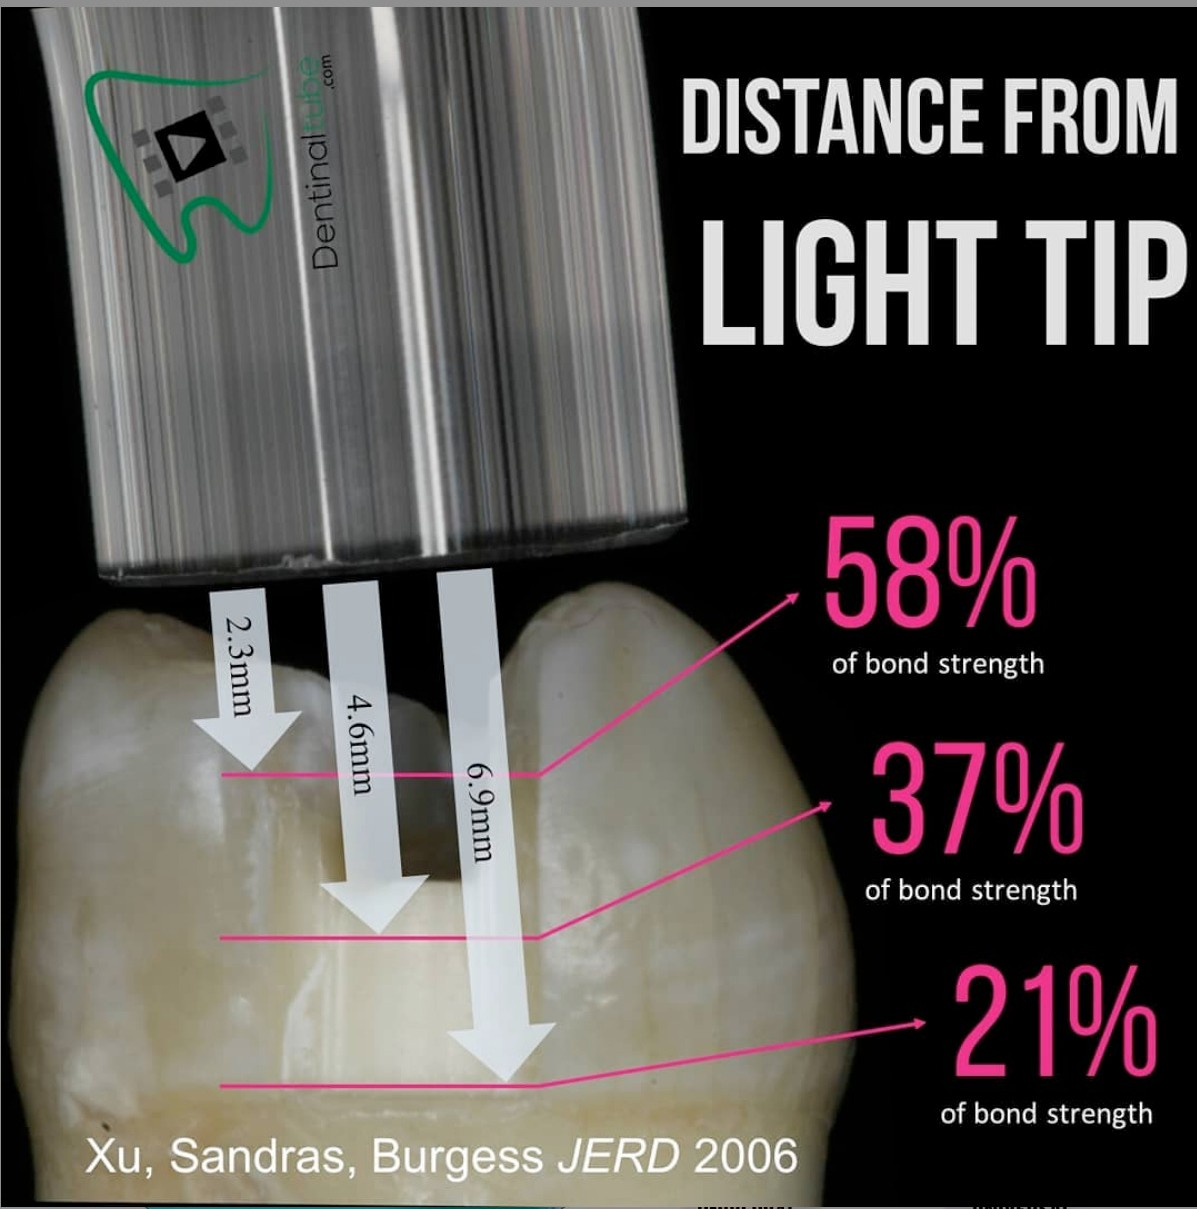 Dentinaltube
.com
DISTANCE FROM
LIGHT TIP
2.3mm
4.6mm
6.9mm
58%
of bond strength
37%
of bond strength
21%
of bond strength
Xu, Sandras, Burgess JERD 2006